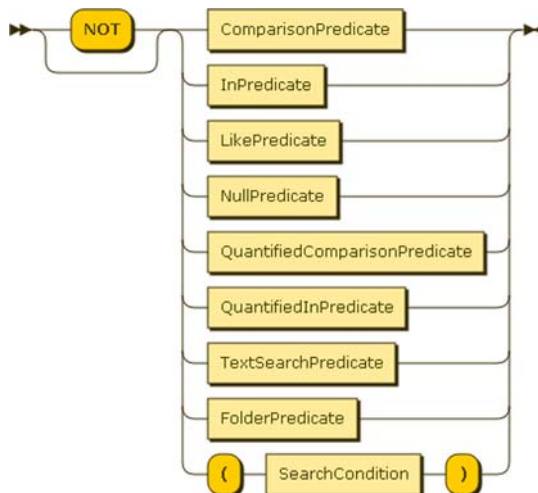 NOT ComparisonPredicate
InPredicate
LikePredicate
NullPredicate
QuantifiedComparisonPredicate
QuantifiedInPredicate
TextSearchPredicate
FolderPredicate
( SearchCondition )